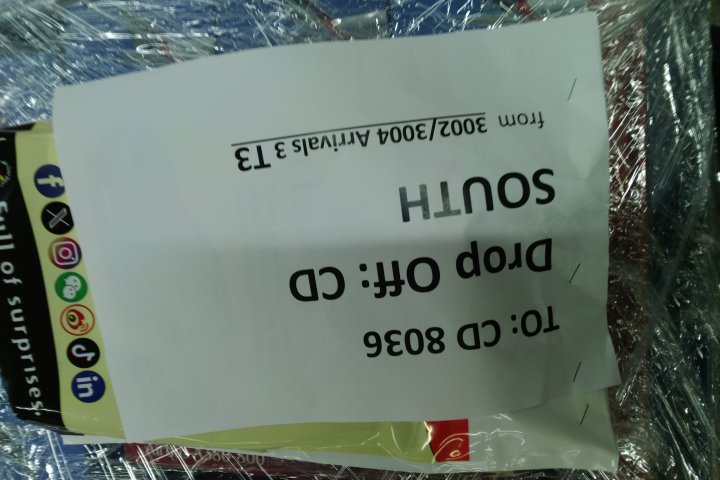 TO: CD 8036
Drop Off: CD
SOUTH
from 3002/3004 Arrivals 3 T3
Full of surprises.